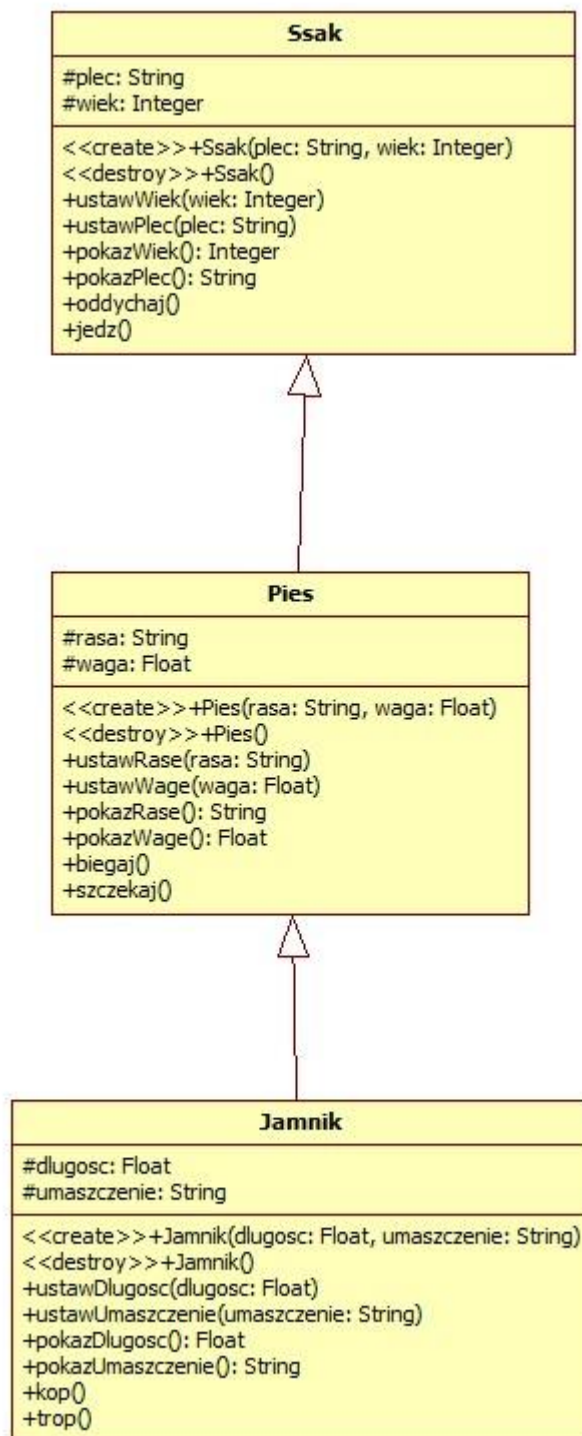 Ssak
#plec: String
#wiek: Integer
<<create>>+Ssak(plec: String, wiek: Integer)
<<destroy>>+Ssak()
+ustawWiek(wiek: Integer)
+ustawPlec(plec: String)
+pokazWiek(): Integer
+pokazPlec(): String
+oddychaj()
+jedz()
Pies
#rasa: String
#waga: Float
<<create>>+Pies(rasa: String, waga: Float)
<<destroy>>+Pies()
+ustawRase(rasa: String)
+ustawWage(waga: Float)
+pokazRase(): String
+pokazWage(): Float
+biegaj()
+szczekaj()
Jamnik
#dlugosc: Float
#umaszczenie: String
<<create>>+Jamnik(dlugosc: Float, umaszczenie: String)
<<destroy>>+Jamnik()
+ustawDlugosc(dlugosc: Float)
+ustawUmaszczenie(umaszczenie: String)
+pokazDlugosc(): Float
+pokazUmaszczenie(): String
+kop()
+trop()